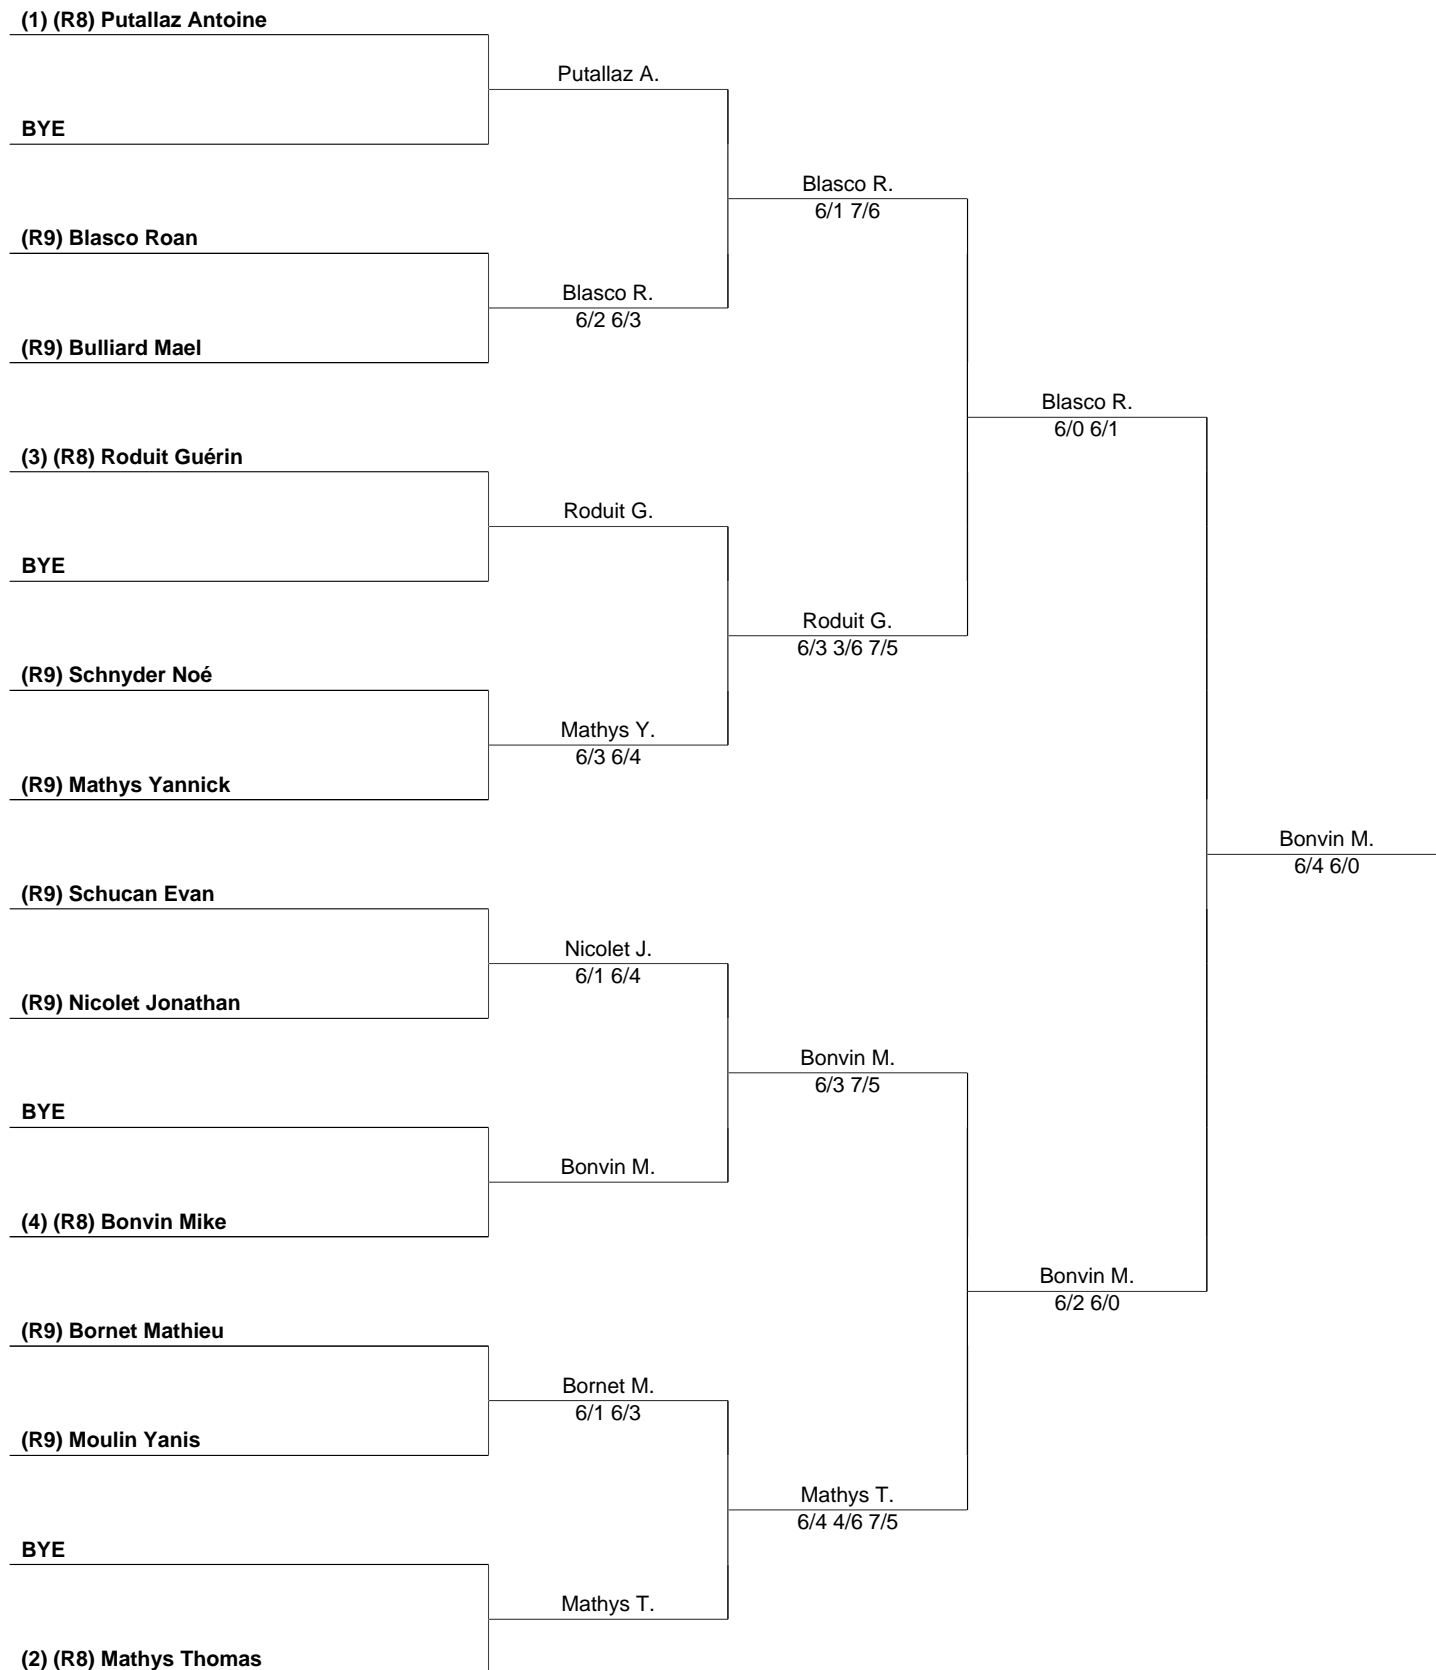 (1) (R8) Putallaz Antoine
Putallaz A.
BYE
Blasco R.
6/1 7/6
(R9) Blasco Roan
Blasco R.
6/2 6/3
(R9) Bulliard Mael
Blasco R.
6/0 6/1
(3) (R8) Roduit Guérin
Roduit G.
BYE
Roduit G.
6/3 3/6 7/5
(R9) Schnyder Noé
Mathys Y.
6/3 6/4
(R9) Mathys Yannick
Bonvin M.
6/4 6/0
(R9) Schucan Evan
Nicolet J.
6/1 6/4
(R9) Nicolet Jonathan
Bonvin M.
6/3 7/5
BYE
Bonvin M.
(4) (R8) Bonvin Mike
Bonvin M.
6/2 6/0
(R9) Bornet Mathieu
Bornet M.
6/1 6/3
(R9) Moulin Yanis
Mathys T.
6/4 4/6 7/5
BYE
Mathys T.
(2) (R8) Mathys Thomas